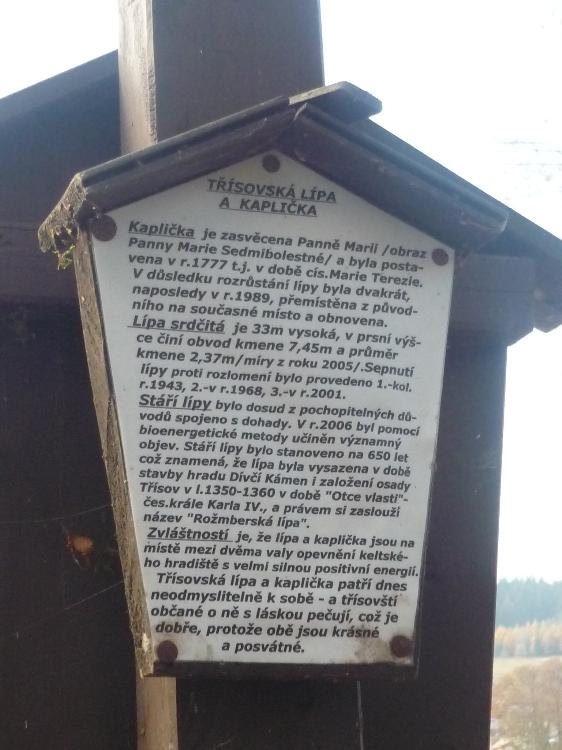 TŘÍSOVSKÁ LÍPA
A KAPLIČKA
Kaplička je zasvěcena Panně Marii /obraz
Panny Marie Sedmibolestné/ a byla posta-
vena v r.1777 t.j. v době cís.Marie Terezie.
V důsledku rozrůstání lípy byla dvakrát,
naposledy v r.1989, přemístěna z původ-
ního na současné místo a obnovena.
Lípa srdčitá je 33m vysoká, v prsní výš-
ce činí obvod kmene 7,45m a průměr
kmene 2,37m/míry z roku 2005/.Sepnutí
lípy proti rozlomení bylo provedeno 1.-kol.
r.1943, 2.-v r.1968, 3.-v r.2001.
Stáří lípy bylo dosud z pochopitelných dů-
vodů spojeno s dohady. V r.2006 byl pomocí
bioenergetické metody učiněn významný
objev. Stáří lípy bylo stanoveno na 650 let
což znamená, že lípa byla vysazena v době
stavby hradu Dívčí Kámen i založení osady
Třísov v l.1350-1360 v době "Otce vlasti"-
čes.krále Karla IV., a právem si zaslouží
název "Rožmberská lípa".
Zvláštností je, že lípa a kaplička jsou na
místě mezi dvěma valy opevnění keltské-
ho hradiště s velmi silnou positivní energií.
Třísovská lípa a kaplička patří dnes
neodmyslitelně k sobě - a třísovští
občané o ně s láskou pečují, což je
dobře, protože obě jsou krásné
a posvátné.